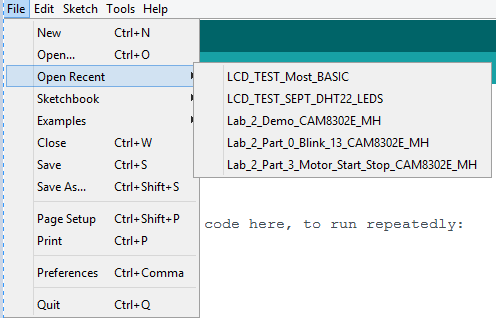 File Edit Sketch Tools Help
New Ctrl+N
Open... Ctrl+O
Open Recent
LCD_TEST_Most_BASIC
Sketchbook
LCD_TEST_SEPT_DHT22_LEDS
Examples
Lab_2_Demo_CAM8302E_MH
Close Ctrl+W
Lab_2_Part_0_Blink_13_CAM8302E_MH
Save Ctrl+S
Lab_2_Part_3_Motor_Start_Stop_CAM8302E_MH
Save As... Ctrl+Shift+S
Page Setup Ctrl+Shift+P
code here, to run repeatedly:
Print Ctrl+P
Preferences Ctrl+Comma
Quit Ctrl+Q